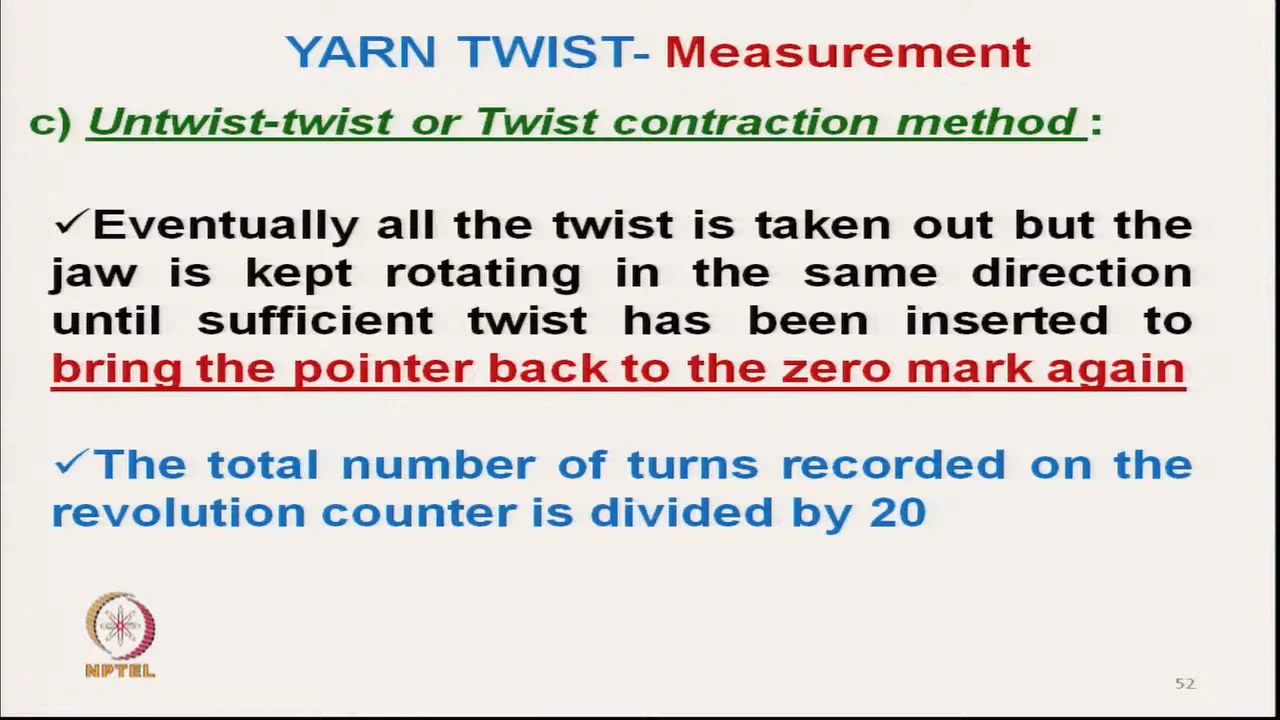 YARN TWIST- Measurement
c) Untwist-twist or Twist contraction method :
✓Eventually all the twist is taken out but the
jaw is kept rotating in the same direction
until sufficient twist has been inserted to
bring the pointer back to the zero mark again
✓The total number of turns recorded on the
revolution counter is divided by 20
NPTEL
52